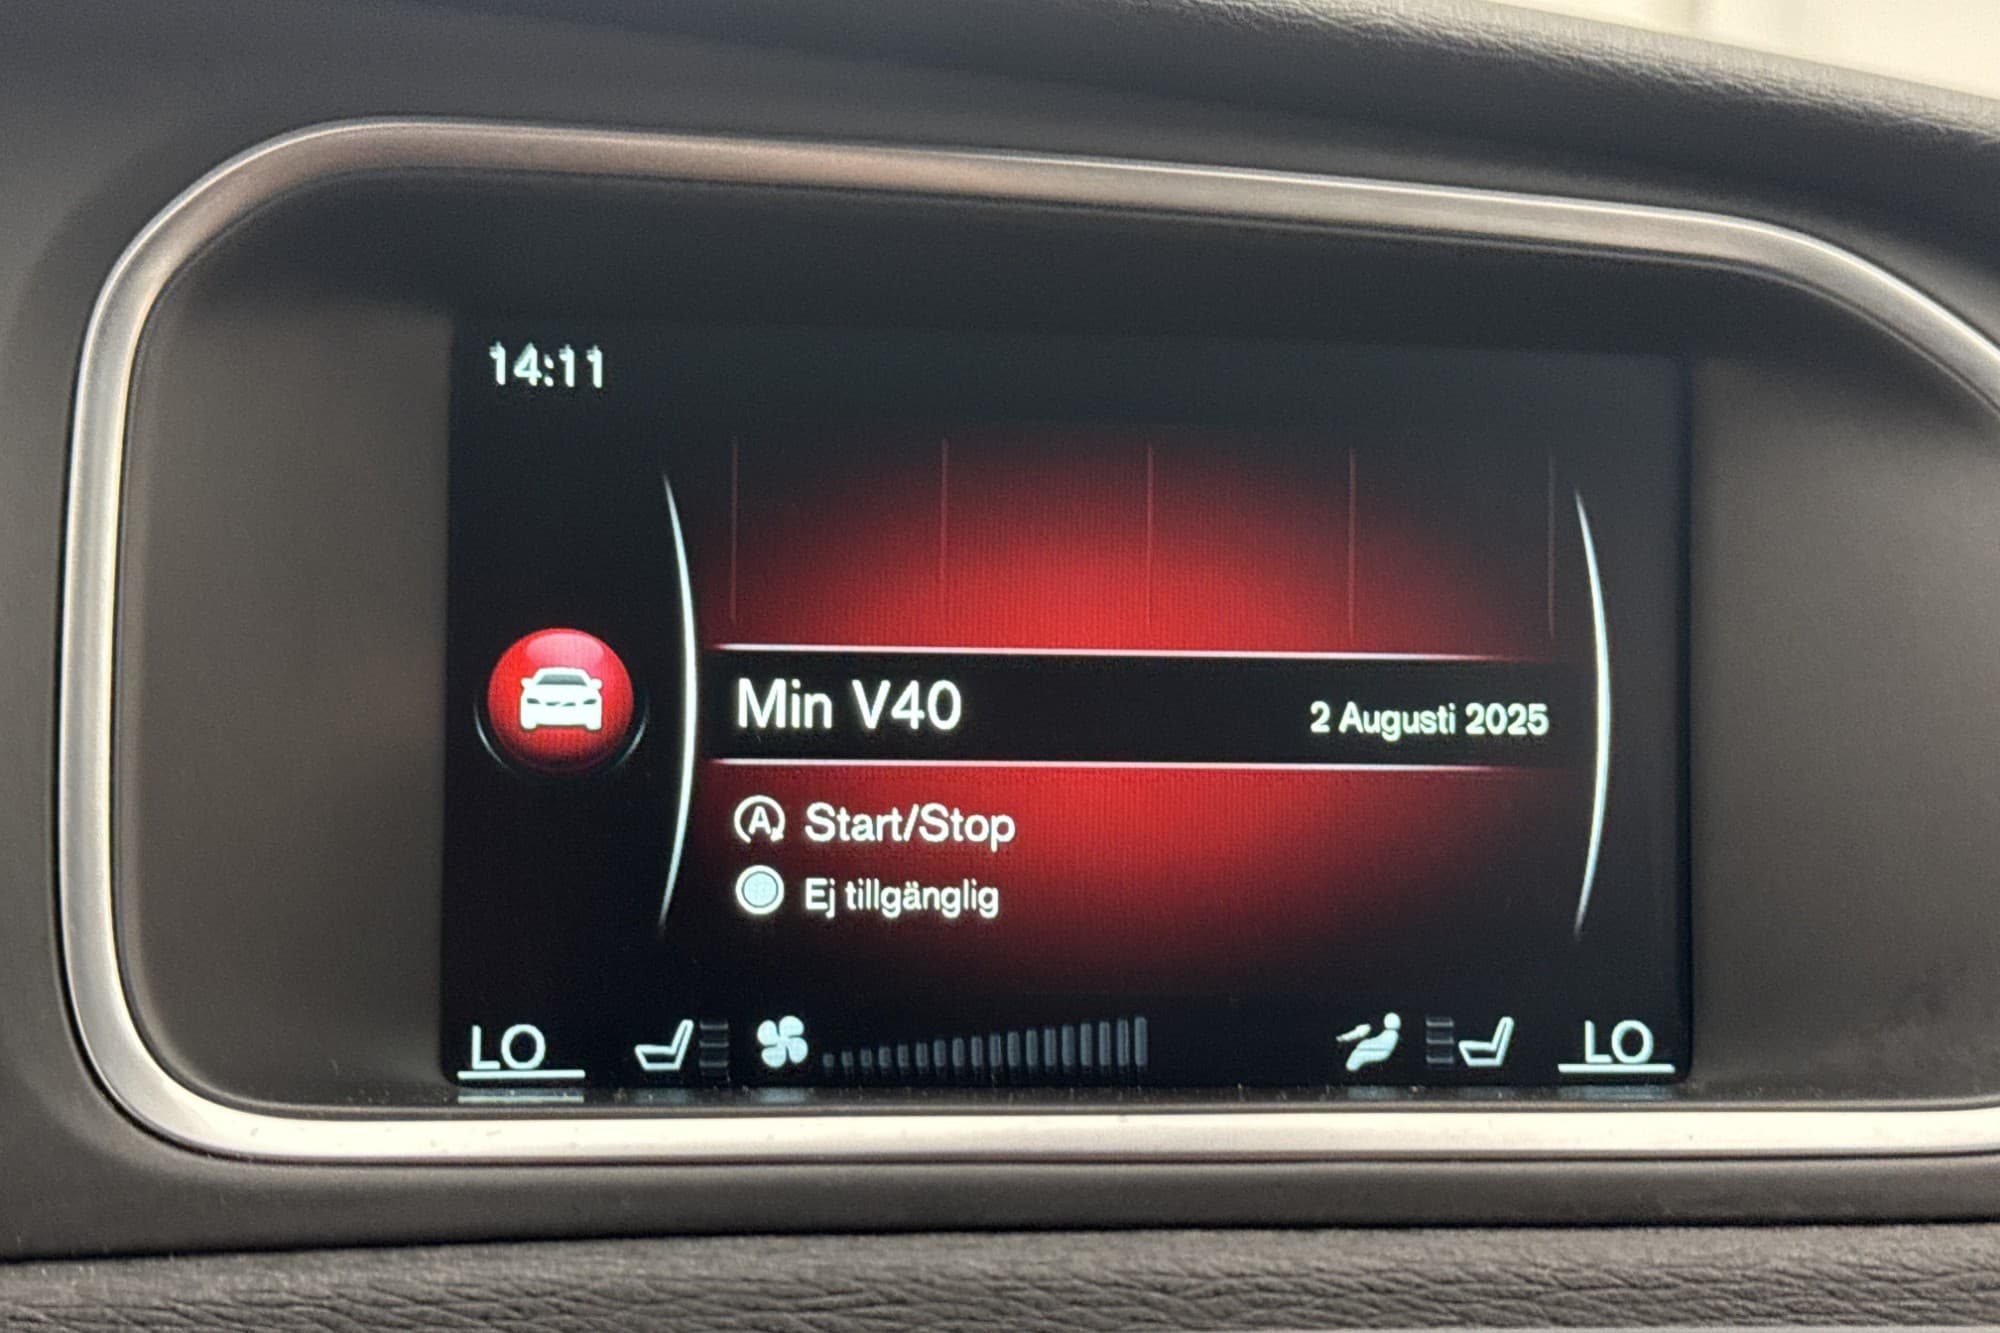 14:11
Min V40 2 Augusti 2025
A Start/Stop
Ej tillgänglig
LO LO